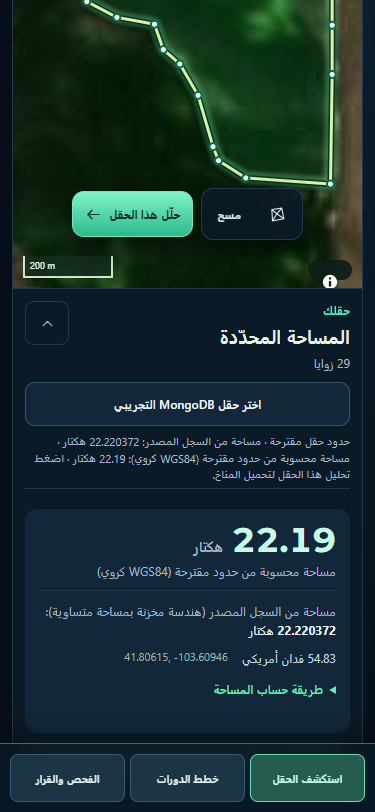 حلّل هذا الحقل
مسح
200 m
حقلك
المساحة المحدّدة
29 زوايا
اختر حقل MongoDB التجريبي
حدود حقل مقترحة · مساحة من السجل المصدر: 22.220372 هكتار ·
مساحة محسوبة من حدود مقترحة (WGS84 كروي): 22.19 هكتار · اضغط
تحليل هذا الحقل لتحميل المناخ.
22.19 هكتار
مساحة محسوبة من حدود مقترحة (WGS84 كروي)
مساحة من السجل المصدر (هندسة مخزنة بمساحة متساوية):
22.220372 هكتار
54.83 فدان أمريكي
41.80615, -103.60946
طريقة حساب المساحة
استكشف الحقل
خطط الدورات
الفحص والقرار